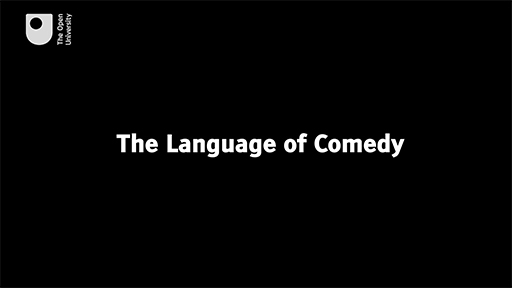 The Open
University
The Language of Comedy